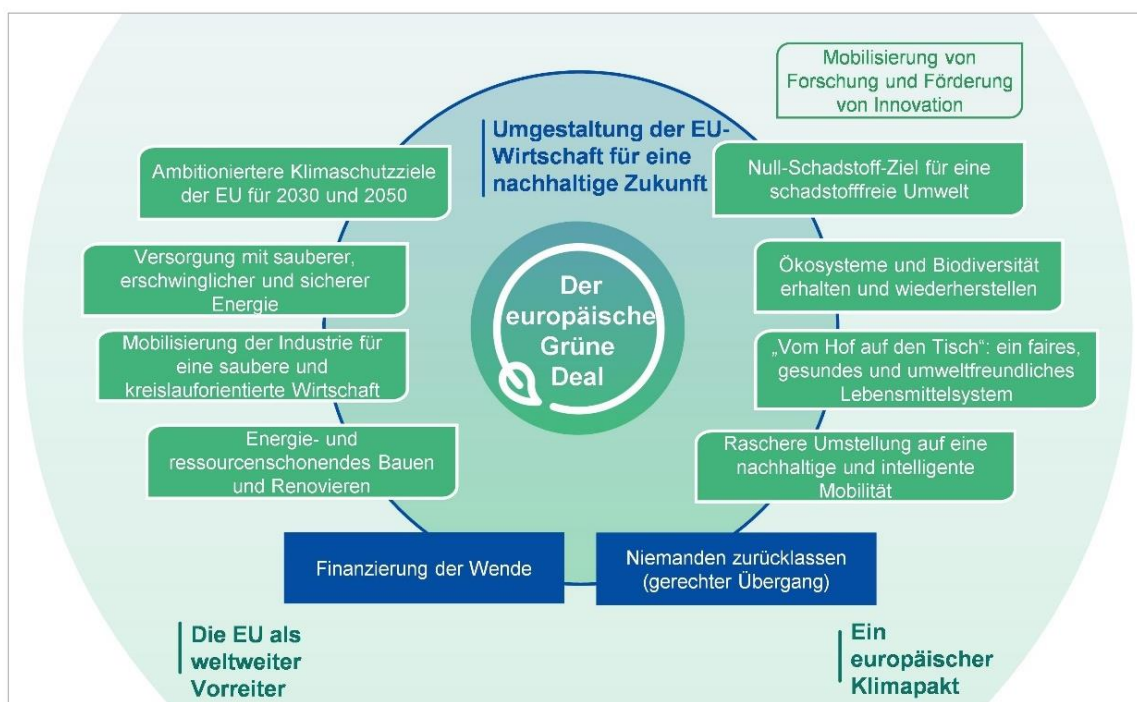 Mobilisierung von
Forschung und Förderung
von Innovation
Umgestaltung der EU-
Wirtschaft für eine
nachhaltige Zukunft
Ambitioniertere Klimaschutzziele
der EU für 2030 und 2050
Null-Schadstoff-Ziel für eine
schadstofffreie Umwelt
Versorgung mit sauberer,
erschwinglicher und sicherer
Energie
Ökosysteme und Biodiversität
erhalten und wiederherstellen
Der
europäische
Grüne
Deal
Mobilisierung der Industrie für
eine saubere und
kreislauforientierte Wirtschaft
„Vom Hof auf den Tisch“: ein faires,
gesundes und umweltfreundliches
Lebensmittelsystem
Energie- und
ressourcenschonendes Bauen
und Renovieren
Raschere Umstellung auf eine
nachhaltige und intelligente
Mobilität
Finanzierung der Wende
Niemanden zurücklassen
(gerechter Übergang)
Die EU als
weltweiter
Vorreiter
Ein
europäischer
Klimapakt